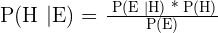 P(H |E) = P(E |H) * P(H) / P(E)